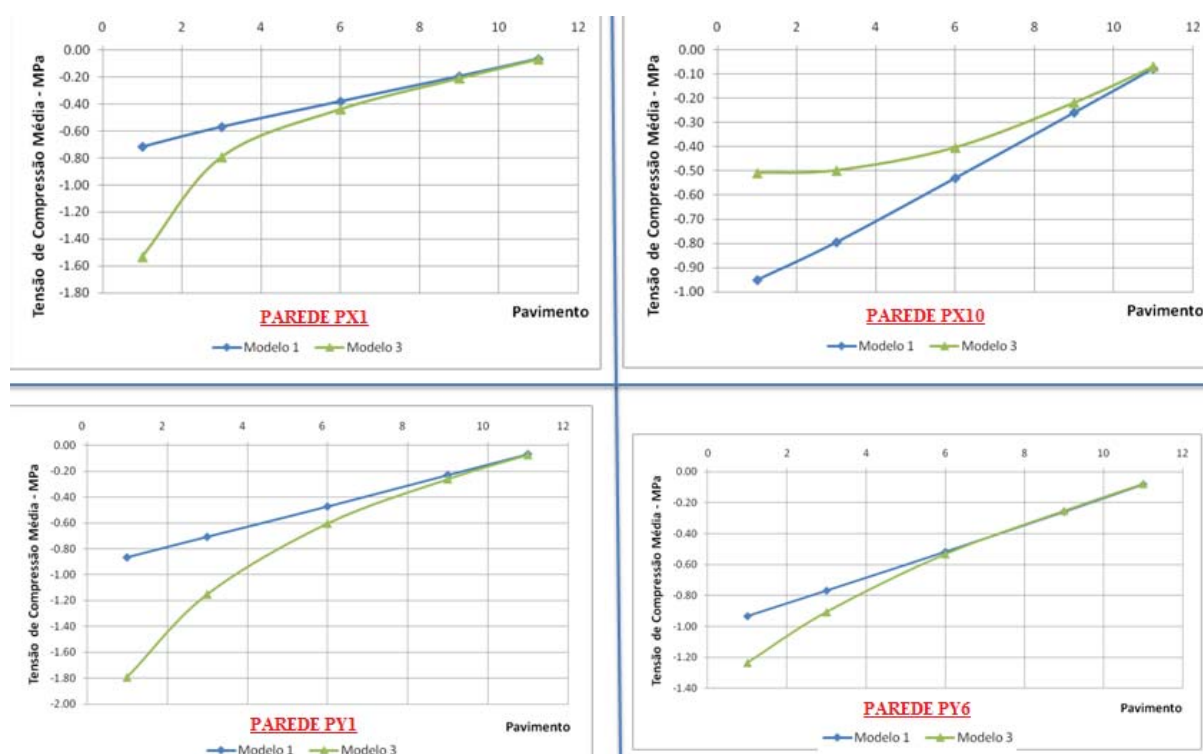 0 2 4 6 8 10 12
0.00
-0.20
-0.40
-0.60
-0.80
-1.00
-1.20
-1.40
-1.60
-1.80
Tensão de Compressão Média - MPa
Pavimento
PAREDE PX1
Modelo 1 Modelo 3
0 2 4 6 8 10 12
0.00
-0.10
-0.20
-0.30
-0.40
-0.50
-0.60
-0.70
-0.80
-0.90
-1.00
Tensão de Compressão Média - MPa
Pavimento
PAREDE PX10
Modelo 1 Modelo 3
0 2 4 6 8 10 12
0.00
-0.20
-0.40
-0.60
-0.80
-1.00
-1.20
-1.40
-1.60
-1.80
-2.00
Tensão de Compressão Média - MPa
PAREDE PY1
Pavimento
Modelo 1 Modelo 3
0 2 4 6 8 10 12
0.00
-0.20
-0.40
-0.60
-0.80
-1.00
-1.20
-1.40
Tensão de Compressão Média - MPa
PAREDE PY6
Pavimento
Modelo 1 Modelo 3